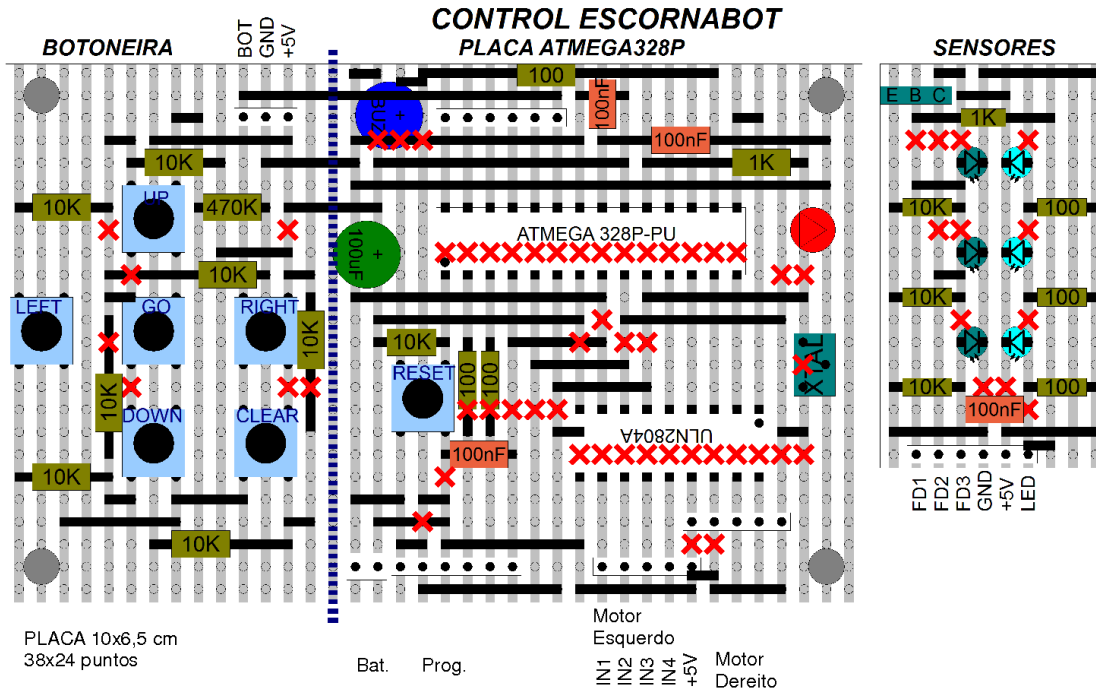 CONTROL ESCORNABOT
BOTONEIRA
BOT
GND
+5V
PLACA ATMEGA328P
SENSORES
100
BUZ
+
100nF
100nF
1K
10K
10K
UP
470K
10K
100uF
+
ATMEGA 328P-PU
LEFT
GO
RIGHT
10K
10K
DOWN
CLEAR
10K
10K
10K
RESET
100
100
100nF
XTAL
ULN2804A
E B C
1K
10K
100
10K
100
10K
100
100nF
FD1
FD2
FD3
GND
+5V
LED
PLACA 10x6,5 cm
38x24 puntos
Bat.
Prog.
Motor
Esquerdo
IN1
IN2
IN3
IN4
+5V
Motor
Dereito